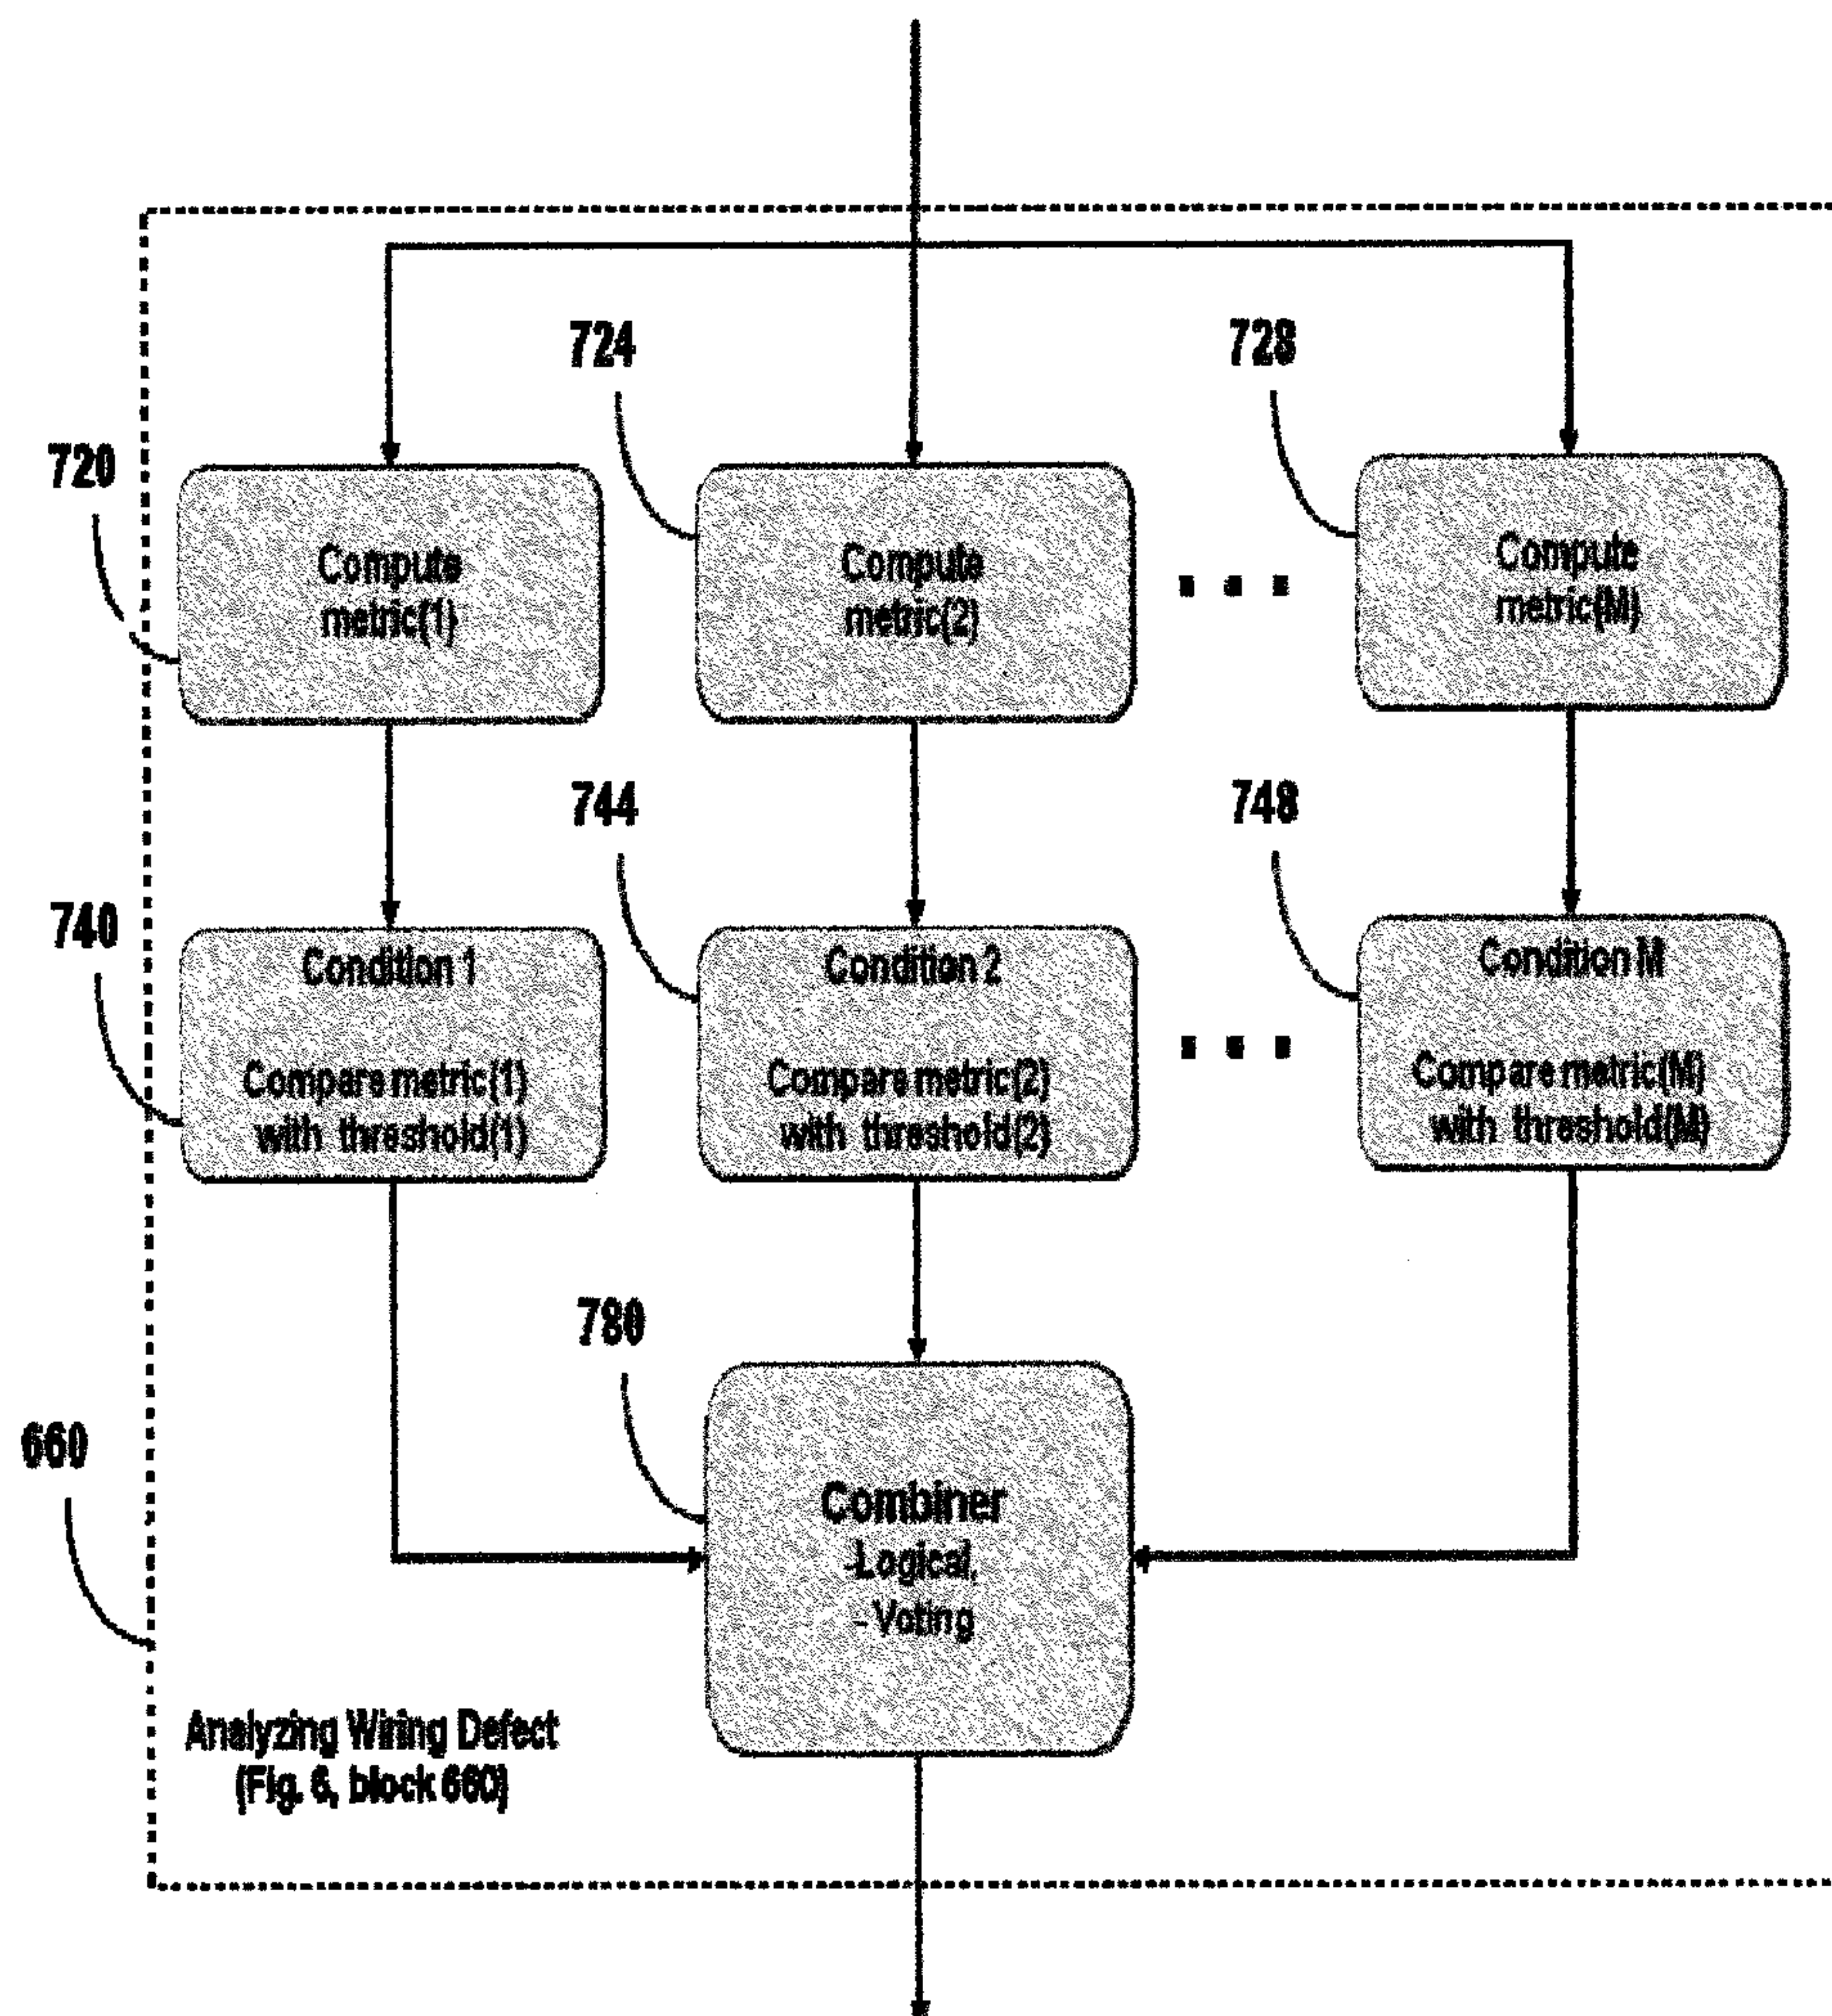 724
728
720
Compute
metric(1)
Compute
metric(2)
Compute
metric(M)
744
748
740
Condition 1
Compare metric(1)
with threshold(1)
Condition 2
Compare metric(2)
with threshold(2)
Condition M
Compare metric(M)
with threshold(M)
780
660
Combiner
-Logical,
- Voting
Analyzing Wiring Defect
(Fig. 6, block 660)